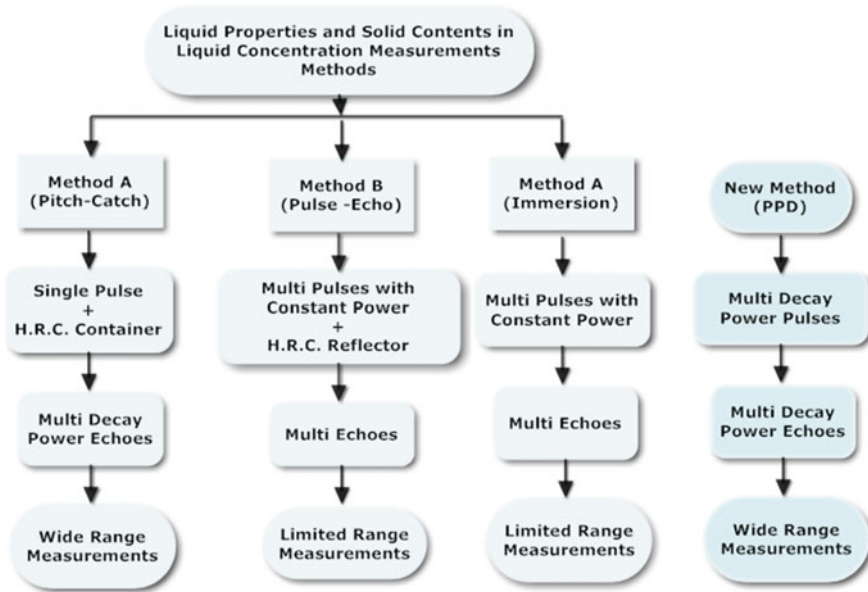 Liquid Properties and Solid Contents in
Liquid Concentration Measurements
Methods
Method A
(Pitch-Catch)
Single Pulse
+
H.R.C. Container
Multi Decay
Power Echoes
Wide Range
Measurements
Method B
(Pulse -Echo)
Multi Pulses with
Constant Power
+
H.R.C. Reflector
Multi Echoes
Limited Range
Measurements
Method A
(Immersion)
Multi Pulses with
Constant Power
Multi Echoes
Limited Range
Measurements
New Method
(PPD)
Multi Decay
Power Pulses
Multi Decay
Power Echoes
Wide Range
Measurements